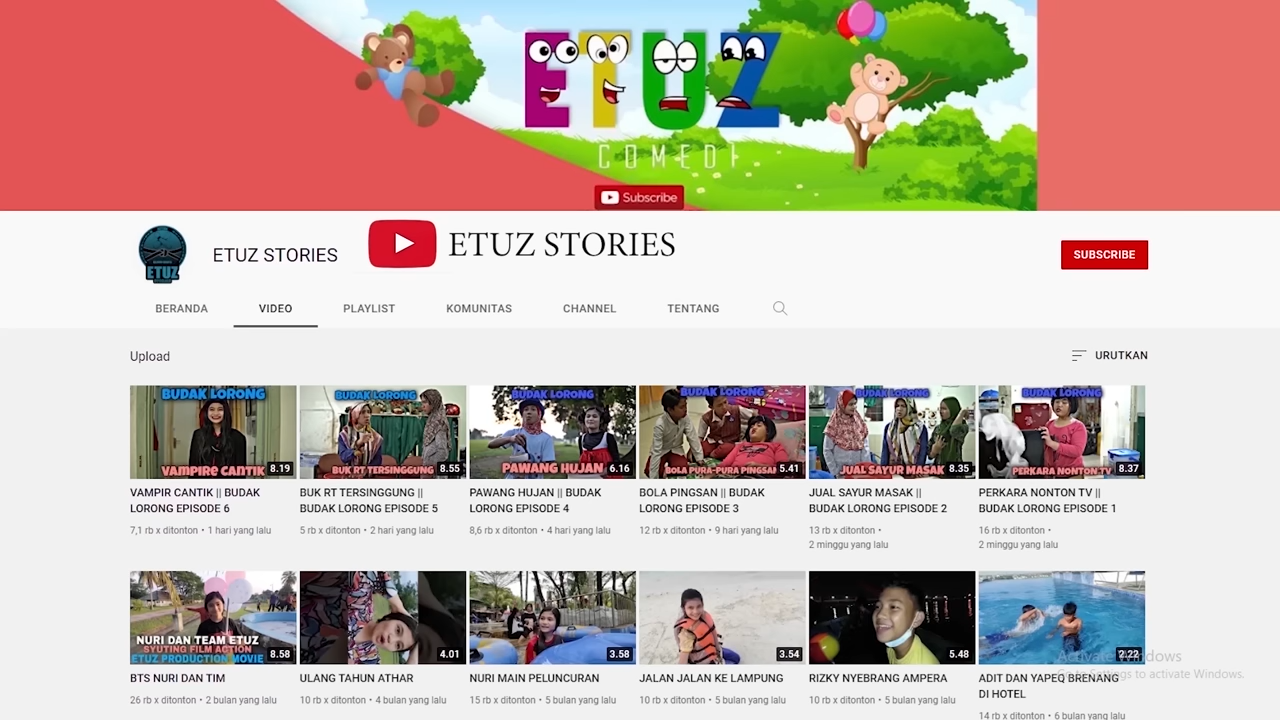 ETUZ
COMEDI
Subscribe
ETUZ
ETUZ STORIES
ETUZ STORIES
SUBSCRIBE
BERANDA
VIDEO
PLAYLIST
KOMUNITAS
CHANNEL
TENTANG
Upload
URUTKAN
BUDAK LORONG
VAMPIRE CANTIK
8.19
BUDAK LORONG
BUK RT TERSINGGUNG
8.55
BUDAK LORONG
PAWANG HUJAN
6.16
BUDAK LORONG
BOLA PURA-PURA PINGSAN
5.41
BUDAK LORONG
JUAL SAYUR MASAK
8.35
BUDAK LORONG
PERKARA NONTON TV
8.37
VAMPIR CANTIK || BUDAK
LORONG EPISODE 6
7,1 rb x ditonton • 1 hari yang lalu
BUK RT TERSINGGUNG ||
BUDAK LORONG EPISODE 5
5 rb x ditonton • 2 hari yang lalu
PAWANG HUJAN || BUDAK
LORONG EPISODE 4
8,6 rb x ditonton • 4 hari yang lalu
BOLA PINGSAN || BUDAK
LORONG EPISODE 3
12 rb x ditonton • 9 hari yang lalu
JUAL SAYUR MASAK ||
BUDAK LORONG EPISODE 2
13 rb x ditonton •
2 minggu yang lalu
PERKARA NONTON TV ||
BUDAK LORONG EPISODE 1
16 rb x ditonton •
2 minggu yang lalu
NURI DAN TEAM ETUZ
SYUTING FILM ACTION
ETUZ PRODUCTION MOVIE
8.58
4.01
3.58
3.54
5.48
2.22
BTS NURI DAN TIM
26 rb x ditonton • 2 bulan yang lalu
ULANG TAHUN ATHAR
10 rb x ditonton • 4 bulan yang lalu
NURI MAIN PELUNCURAN
15 rb x ditonton • 5 bulan yang lalu
JALAN JALAN KE LAMPUNG
10 rb x ditonton • 5 bulan yang lalu
RIZKY NYEBRANG AMPERA
10 rb x ditonton • 5 bulan yang lalu
ADIT DAN YAPEQ BRENANG
DI HOTEL
14 rb x ditonton • 6 bulan yang lalu
Activate Windows
Go to Settings to activate Windows.